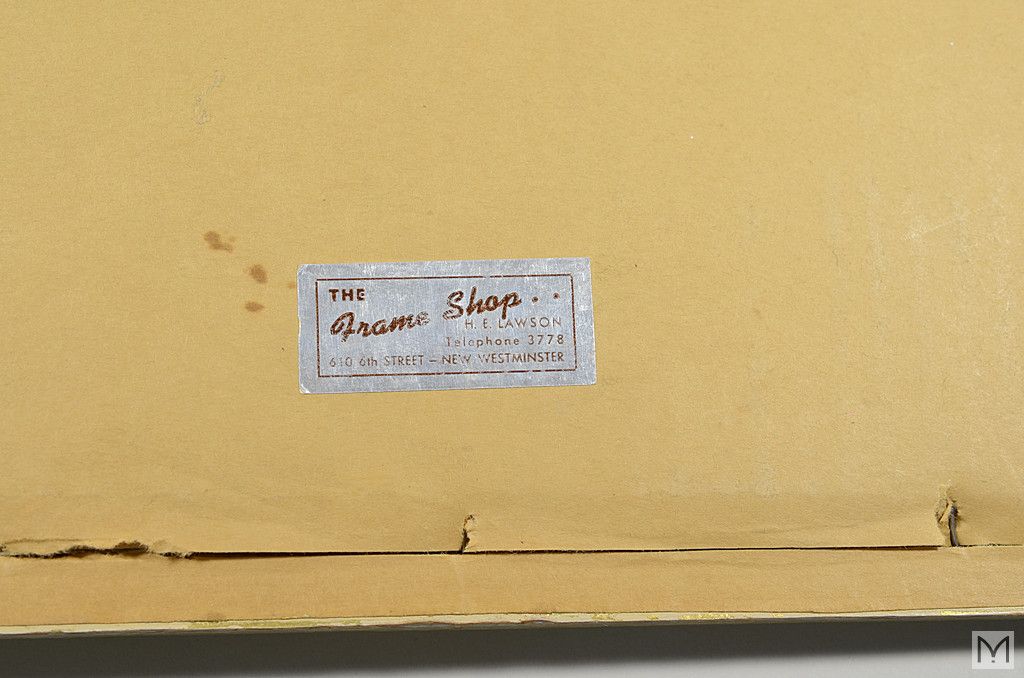 THE
Frame Shop . .
H. E. LAWSON
Telephone 3778
610 6th STREET – NEW WESTMINSTER
M